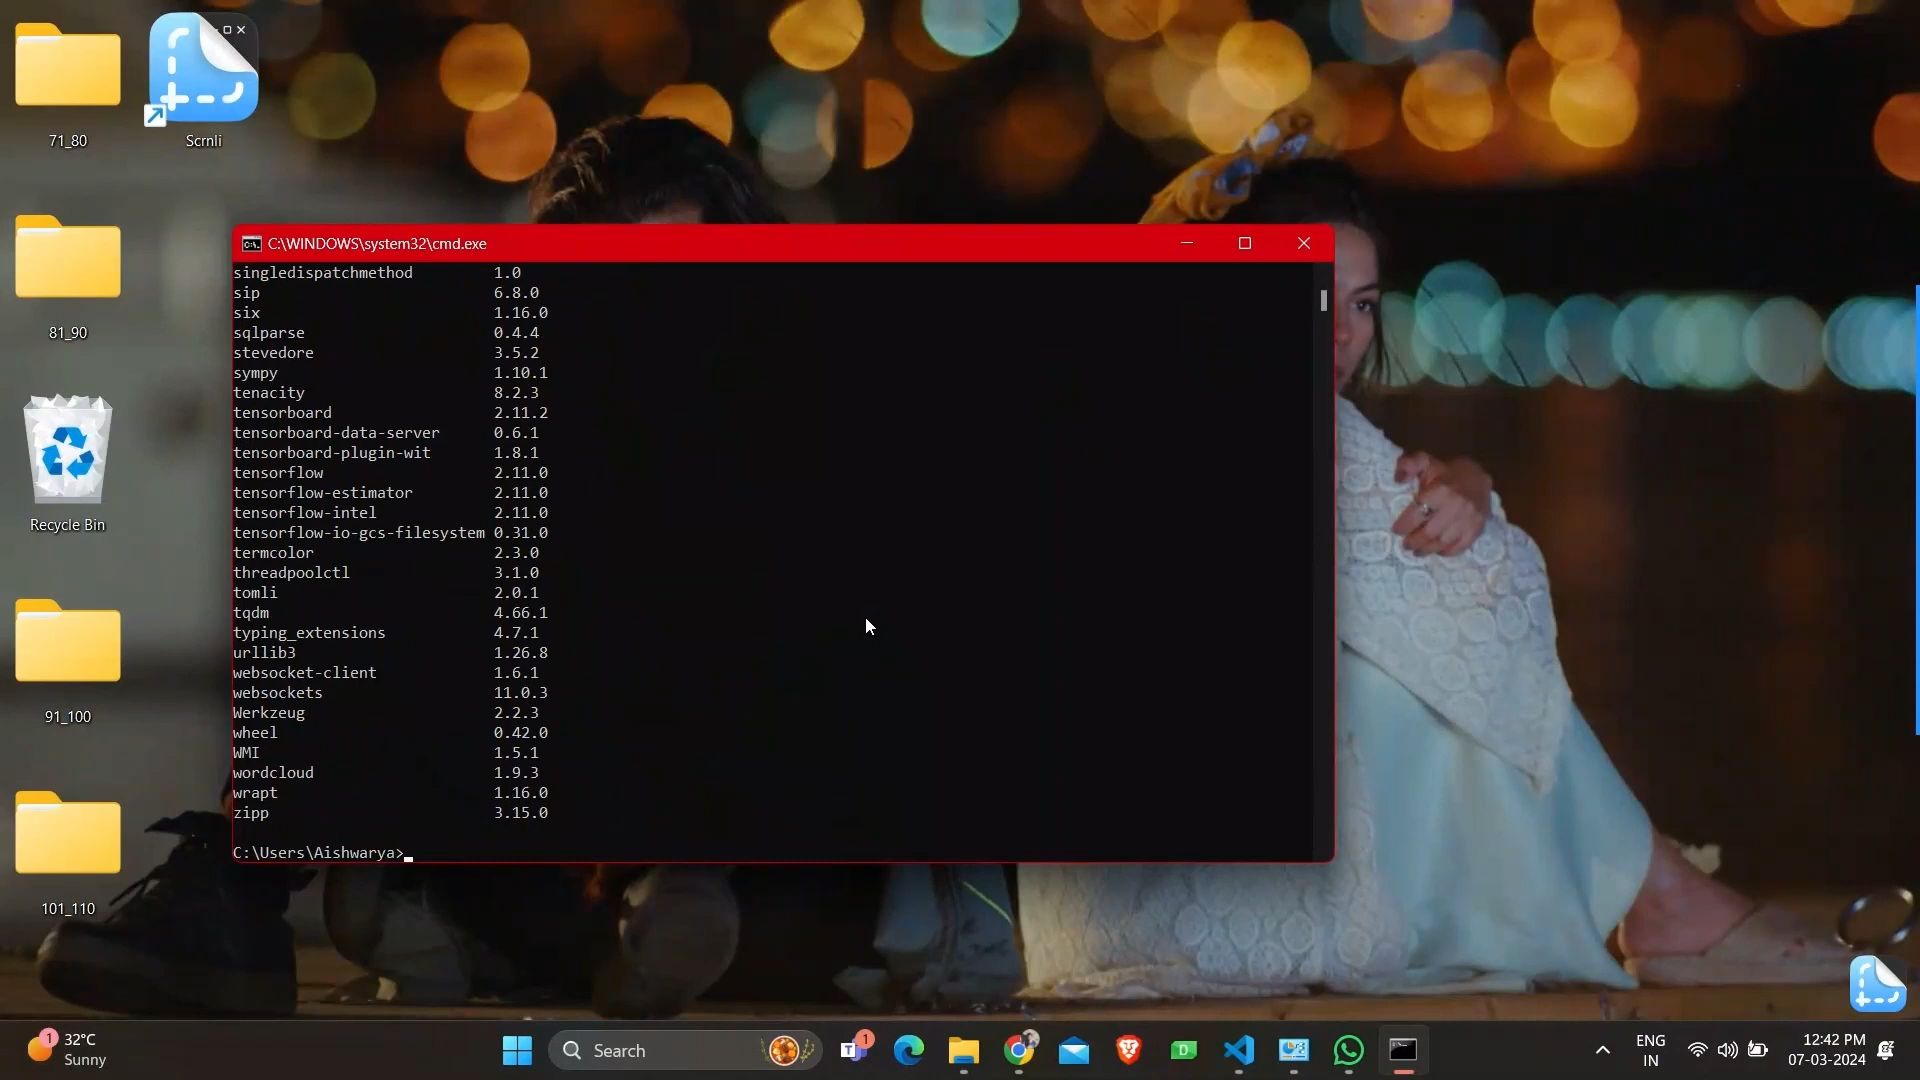 71_80
Scrnli
81_90
Recycle Bin
91_100
101_110
C:\WINDOWS\system32\cmd.exe
singledispatchmethod 1.0
sip 6.8.0
six 1.16.0
sqlparse 0.4.4
stevedore 3.5.2
sympy 1.10.1
tenacity 8.2.3
tensorboard 2.11.2
tensorboard-data-server 0.6.1
tensorboard-plugin-wit 1.8.1
tensorflow 2.11.0
tensorflow-estimator 2.11.0
tensorflow-intel 2.11.0
tensorflow-io-gcs-filesystem 0.31.0
termcolor 2.3.0
threadpoolctl 3.1.0
tomli 2.0.1
tqdm 4.66.1
typing_extensions 4.7.1
urllib3 1.26.8
websocket-client 1.6.1
websockets 11.0.3
Werkzeug 2.2.3
wheel 0.42.0
WMI 1.5.1
wordcloud 1.9.3
wrapt 1.16.0
zipp 3.15.0
C:\Users\Aishwarya>
1
32°C
Sunny
Search
1
ENG
IN
12:42 PM
07-03-2024